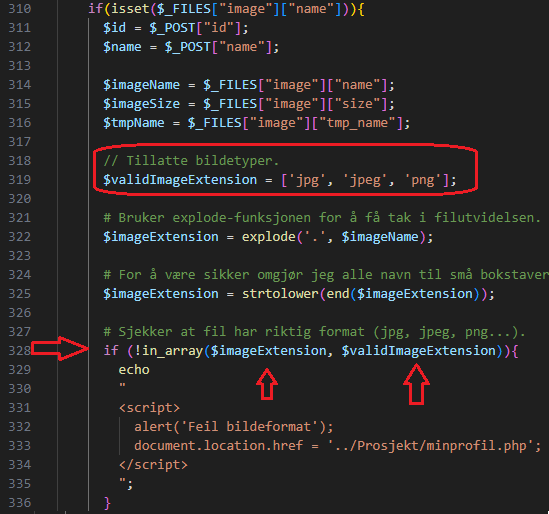 310 if(isset($_FILES["image"]["name"])){
311 $id = $_POST["id"];
312 $name = $_POST["name"];
313
314 $imageName = $_FILES["image"]["name"];
315 $imageSize = $_FILES["image"]["size"];
316 $tmpName = $_FILES["image"]["tmp_name"];
317
318 // Tillatte bildetyper.
319 $validImageExtension = ['jpg', 'jpeg', 'png'];
320
321 # Bruker explode-funksjonen for å få tak i filutvidelsen.
322 $imageExtension = explode('.', $imageName);
323
324 # For å være sikker omgjør jeg alle navn til små bokstaver
325 $imageExtension = strtolower(end($imageExtension));
326
327 # Sjekker at fil har riktig format (jpg, jpeg, png...).
328 if (!in_array($imageExtension, $validImageExtension)){
329 echo
330 "
331 <script>
332 alert('Feil bildeformat');
333 document.location.href = '../Prosjekt/minprofil.php';
334 </script>
335 ";
336 }